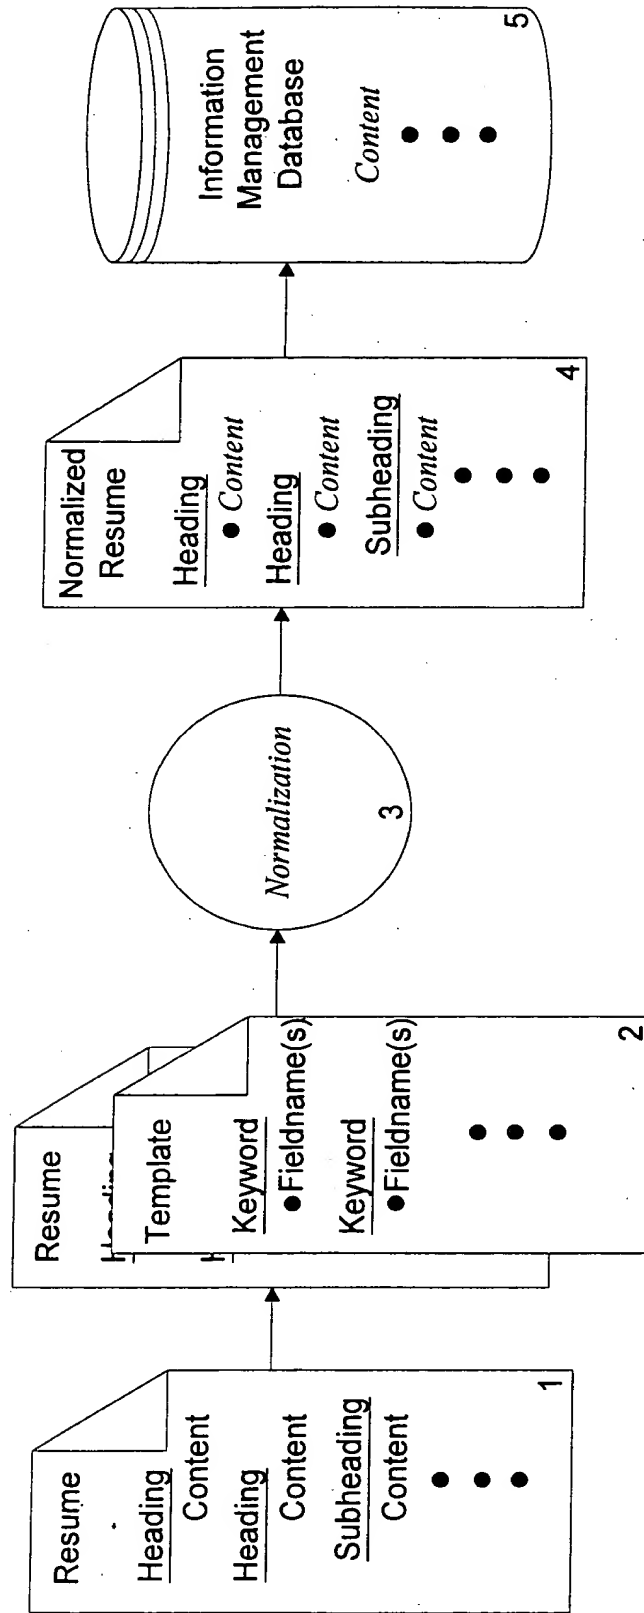 Resume
Heading
Content
Heading
Content
Subheading
Content
1
Resume
Template
Keyword
●Fieldname(s)
Keyword
●Fieldname(s)
2
Normalization
3
Normalized
Resume
Heading
● Content
Heading
● Content
Subheading
● Content
4
Information
Management
Database
Content
5